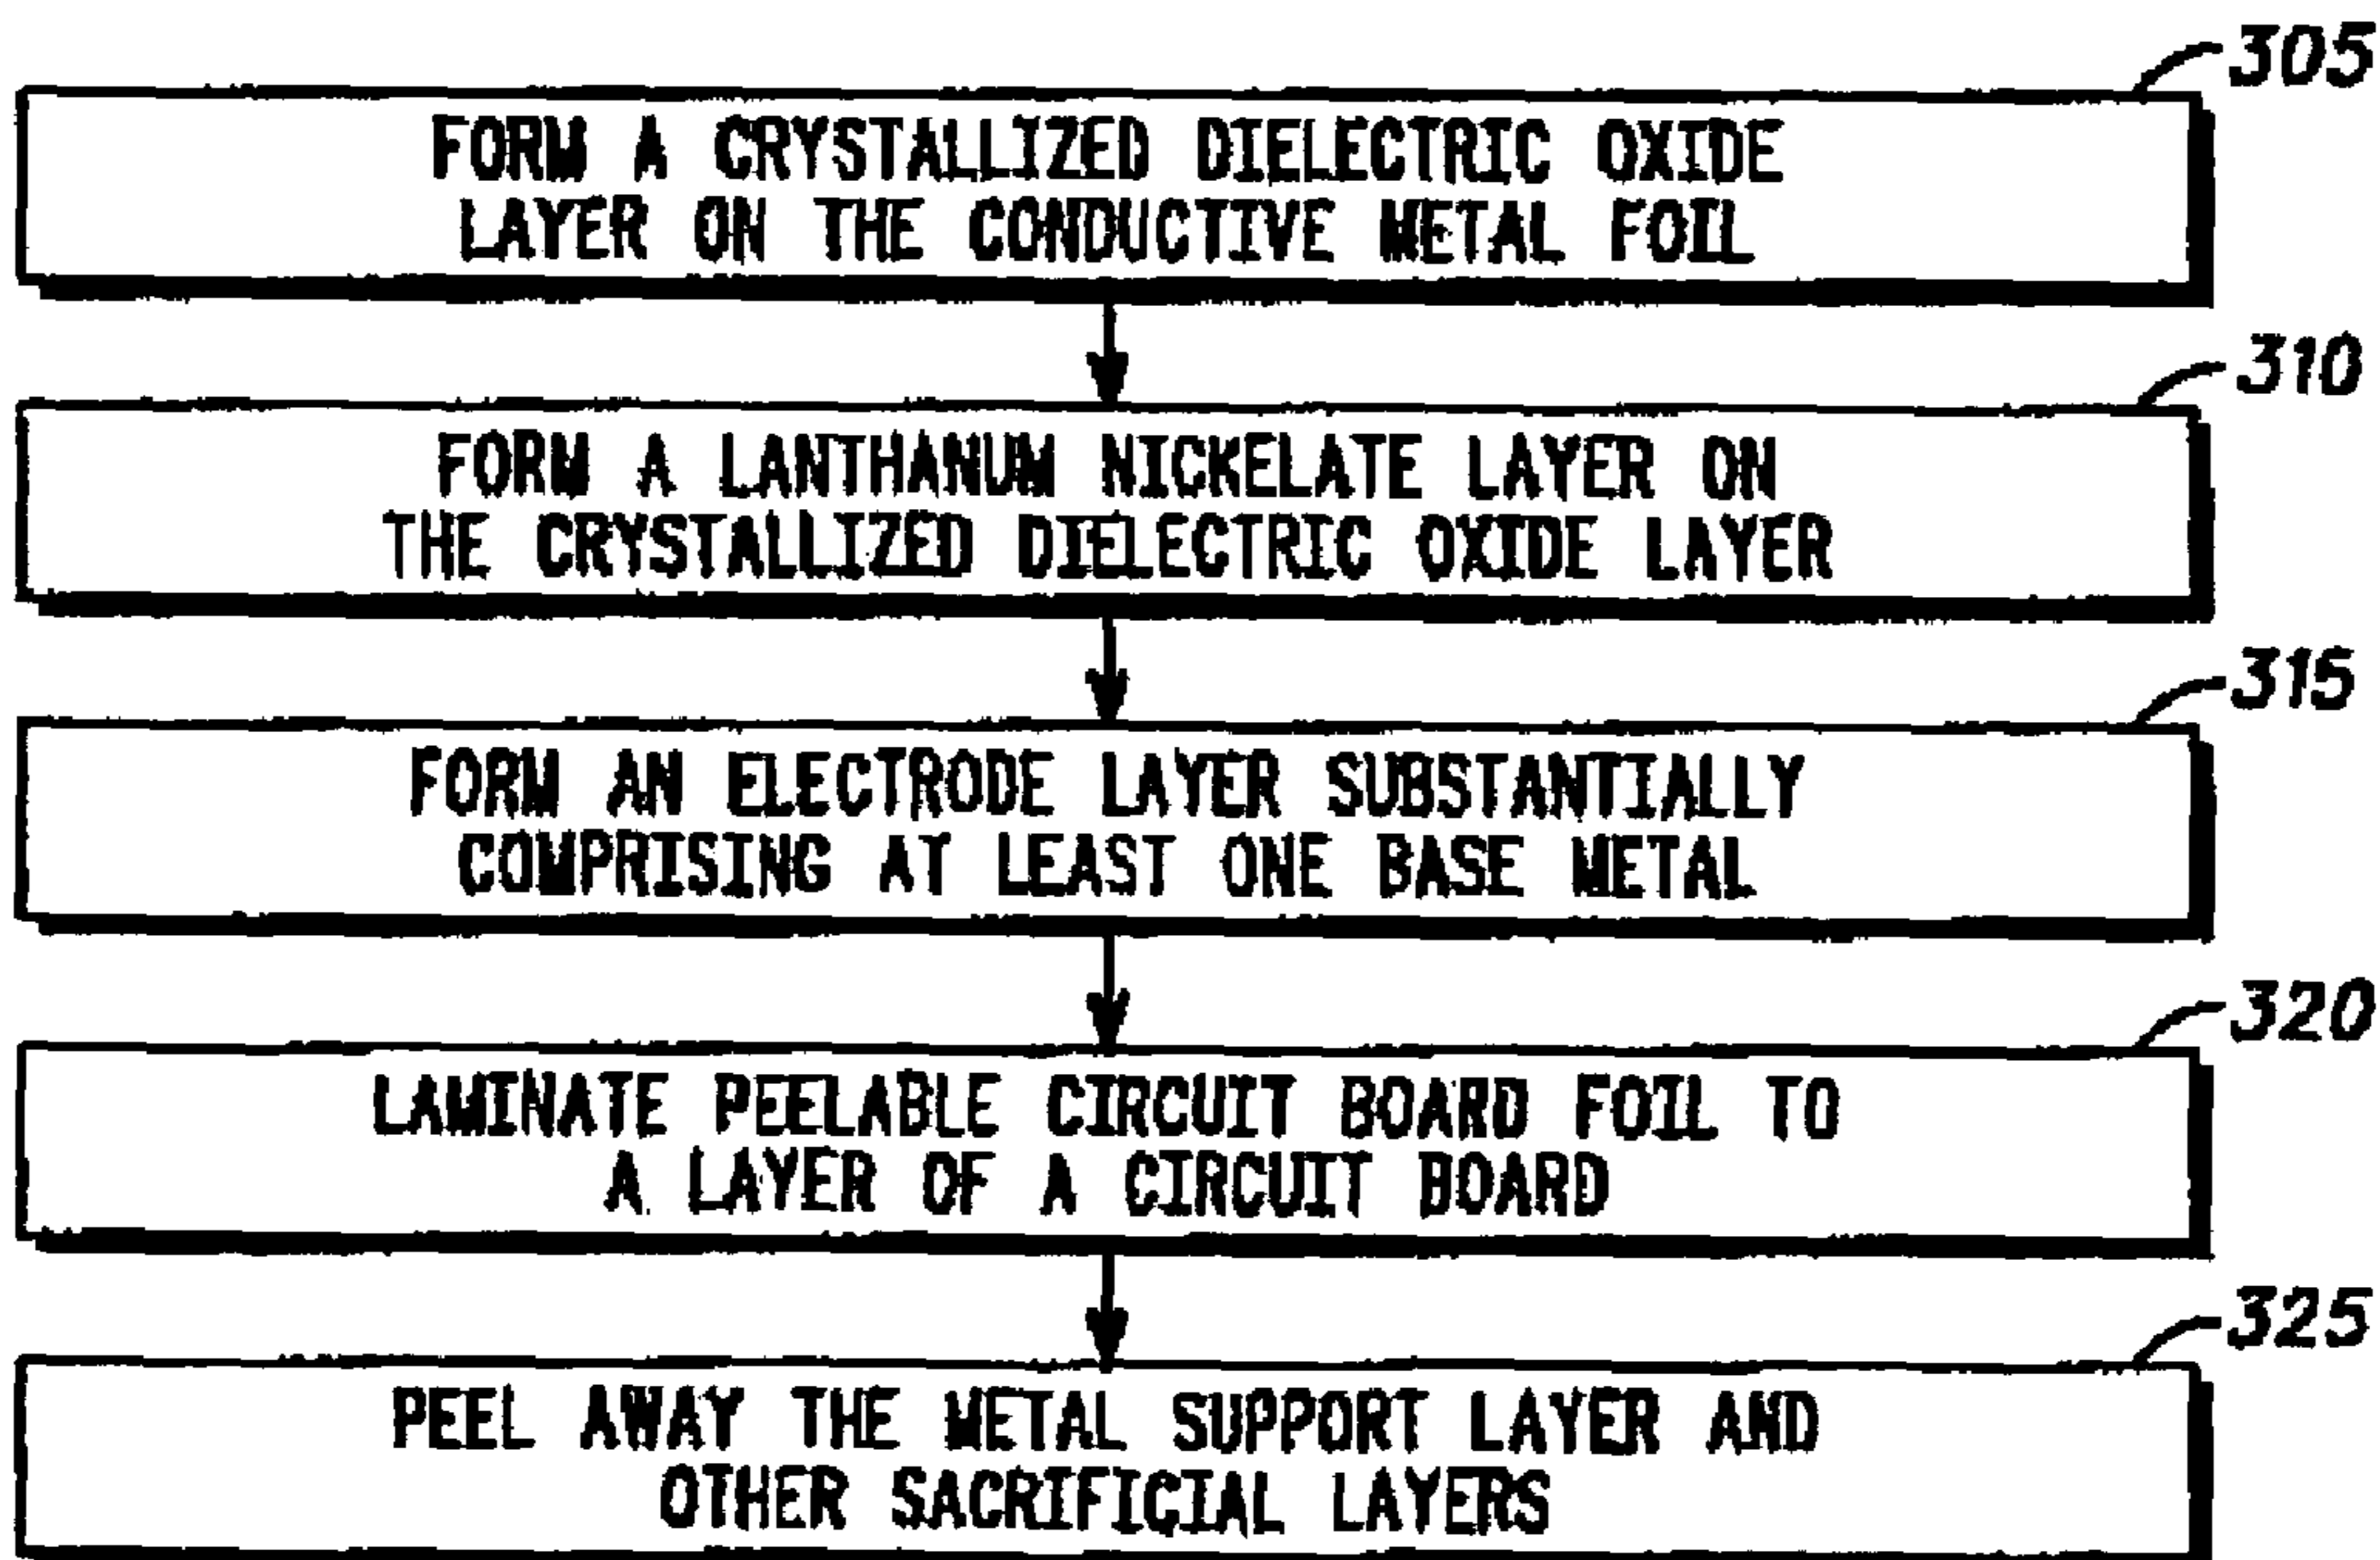 305
FORM A CRYSTALLIZED DIELECTRIC OXIDE
LAYER ON THE CONDUCTIVE METAL FOIL
310
FORM A LANTHANUM NICKELATE LAYER ON
THE CRYSTALLIZED DIELECTRIC OXIDE LAYER
315
FORM AN ELECTRODE LAYER SUBSTANTIALLY
COMPRISING AT LEAST ONE BASE METAL
320
LAMINATE PEELABLE CIRCUIT BOARD FOIL TO
A LAYER OF A CIRCUIT BOARD
325
PEEL AWAY THE METAL SUPPORT LAYER AND
OTHER SACRIFICIAL LAYERS